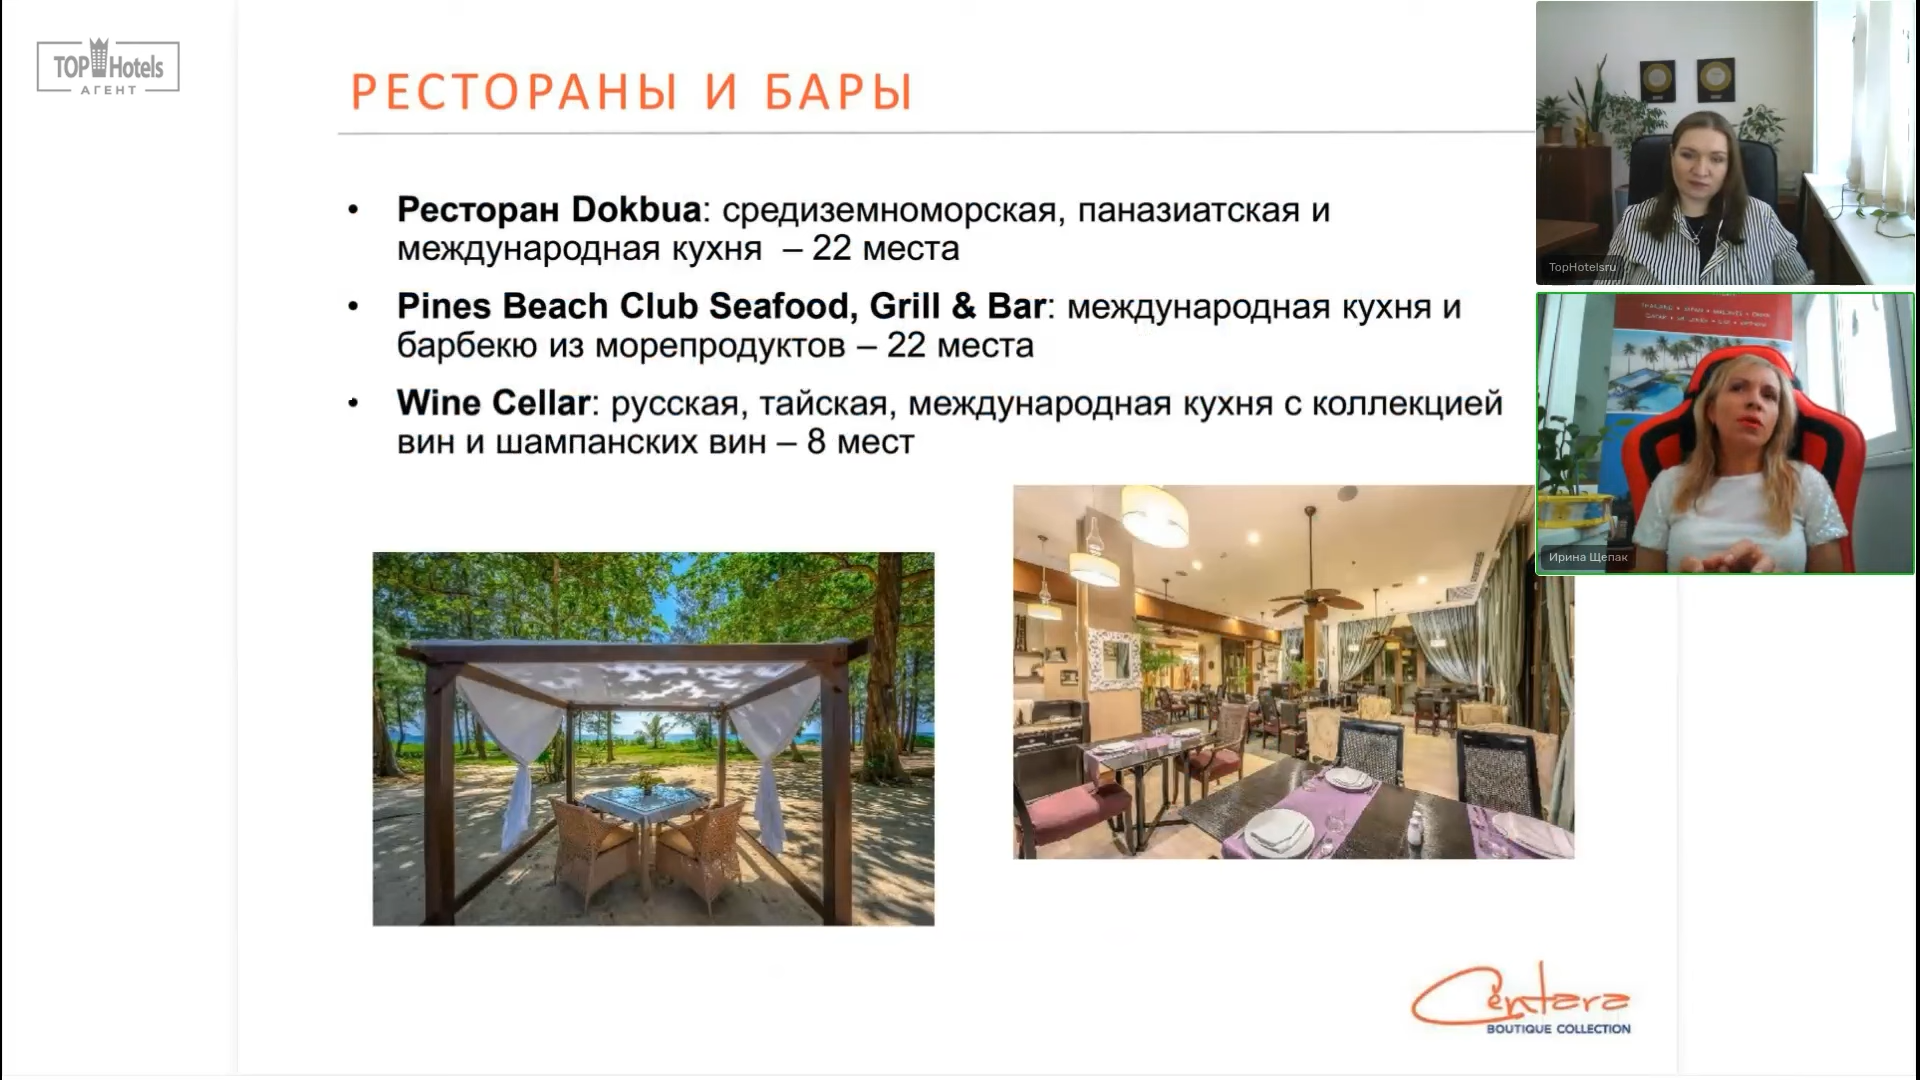 TOP Hotels
АГЕНТ
РЕСТОРАНЫ И БАРЫ
• Ресторан Dokbua: средиземноморская, паназиатская и
международная кухня – 22 места
• Pines Beach Club Seafood, Grill & Bar: международная кухня и
барбекю из морепродуктов – 22 места
• Wine Cellar: русская, тайская, международная кухня с коллекцией
вин и шампанских вин – 8 мест
TopHotelsru
Ирина Щепак
Centara
BOUTIQUE COLLECTION